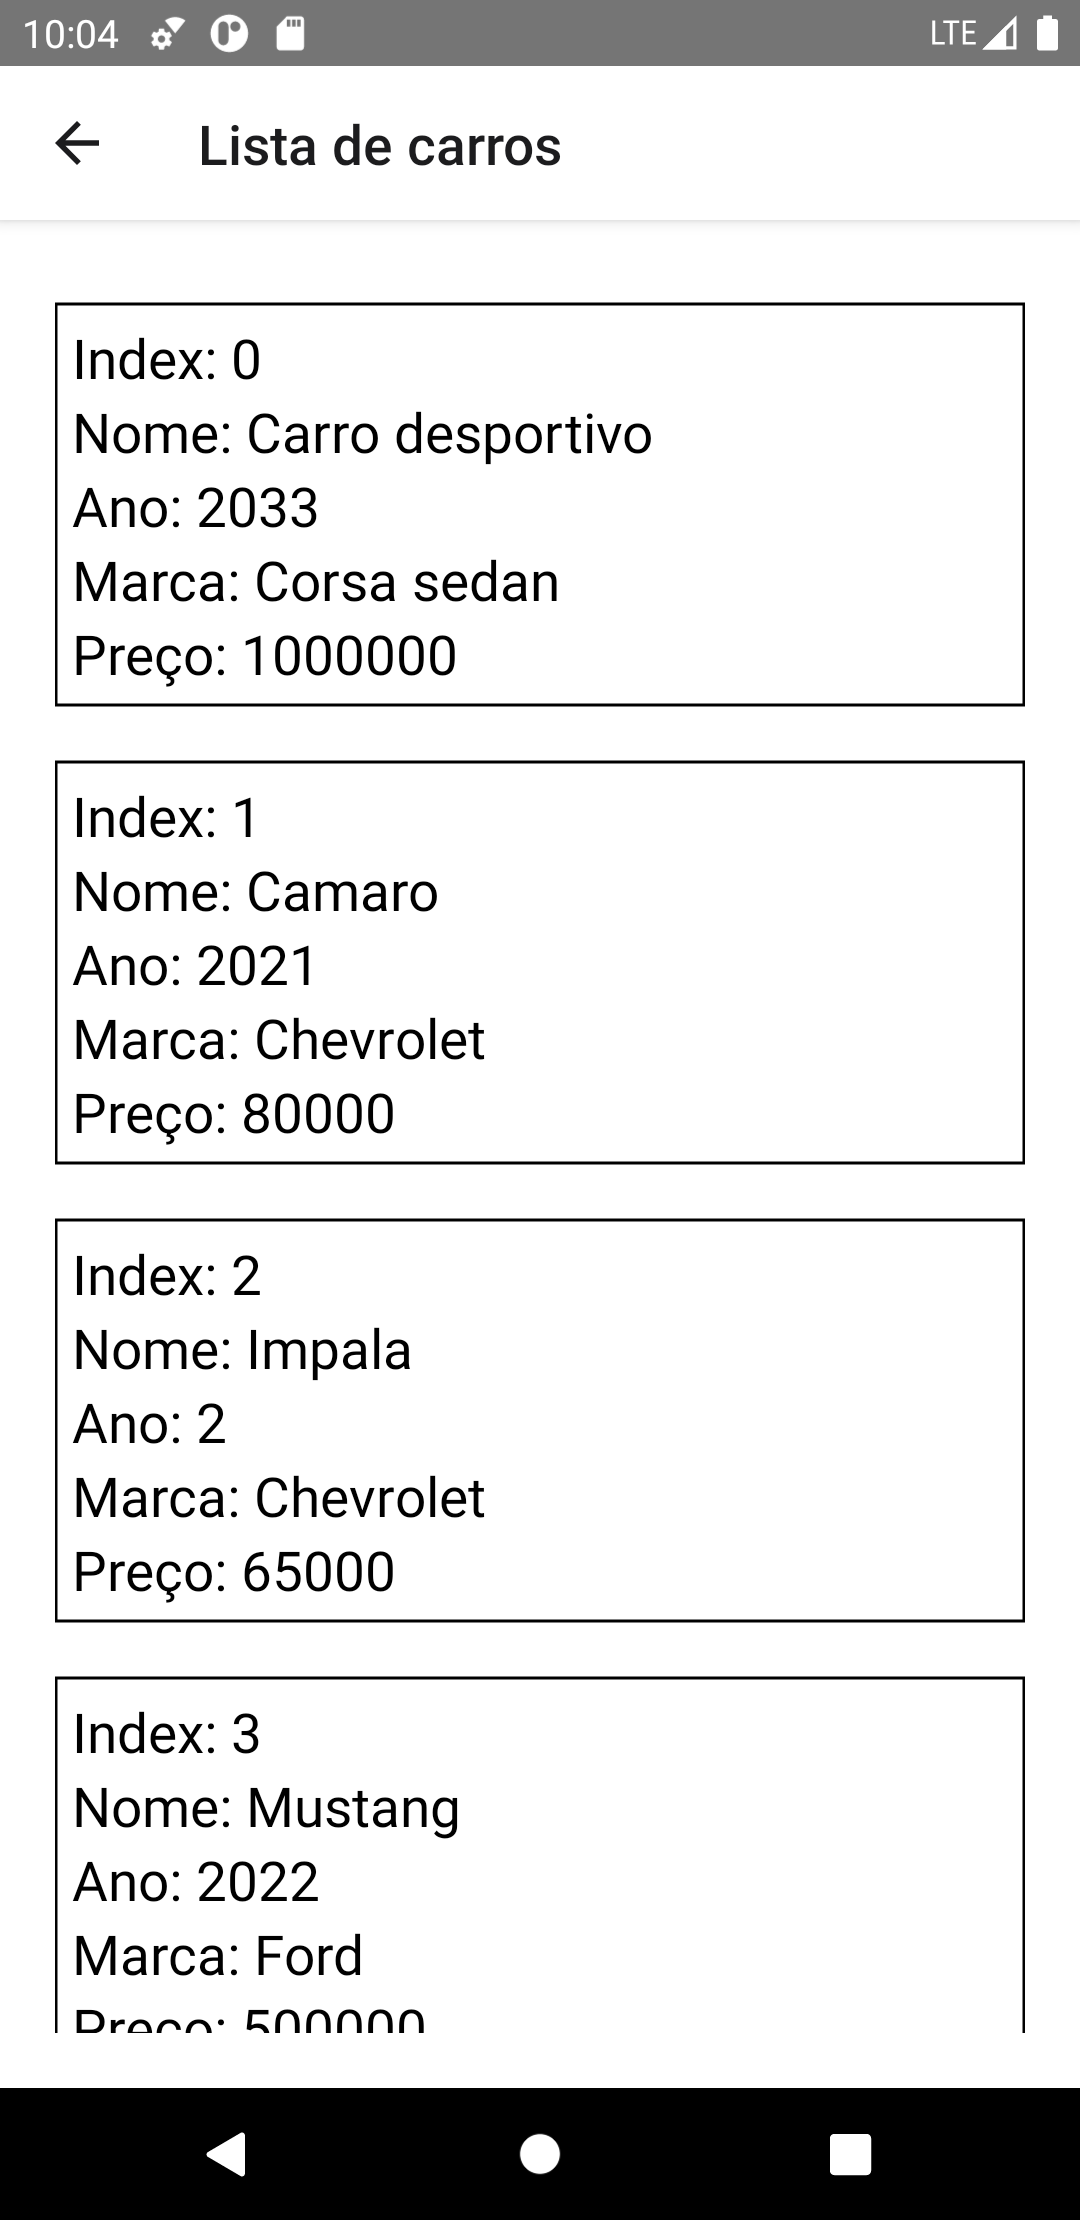 10:04 LTE
Lista de carros
Index: 0
Nome: Carro desportivo
Ano: 2033
Marca: Corsa sedan
Preço: 1000000
Index: 1
Nome: Camaro
Ano: 2021
Marca: Chevrolet
Preço: 80000
Index: 2
Nome: Impala
Ano: 2
Marca: Chevrolet
Preço: 65000
Index: 3
Nome: Mustang
Ano: 2022
Marca: Ford
Preço: 500000